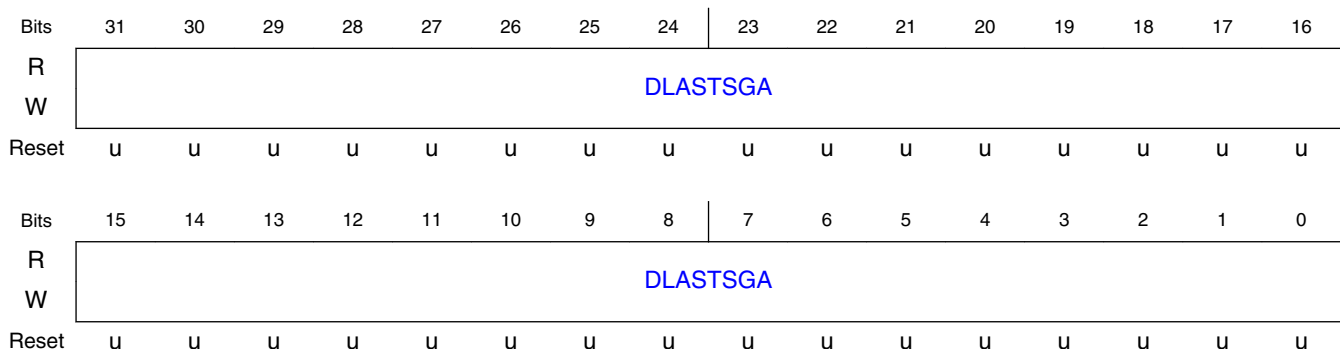 Bits 31 30 29 28 27 26 25 24 23 22 21 20 19 18 17 16
R
DLASTSGA
W
Reset u u u u u u u u u u u u u u u u
Bits 15 14 13 12 11 10 9 8 7 6 5 4 3 2 1 0
R
DLASTSGA
W
Reset u u u u u u u u u u u u u u u u